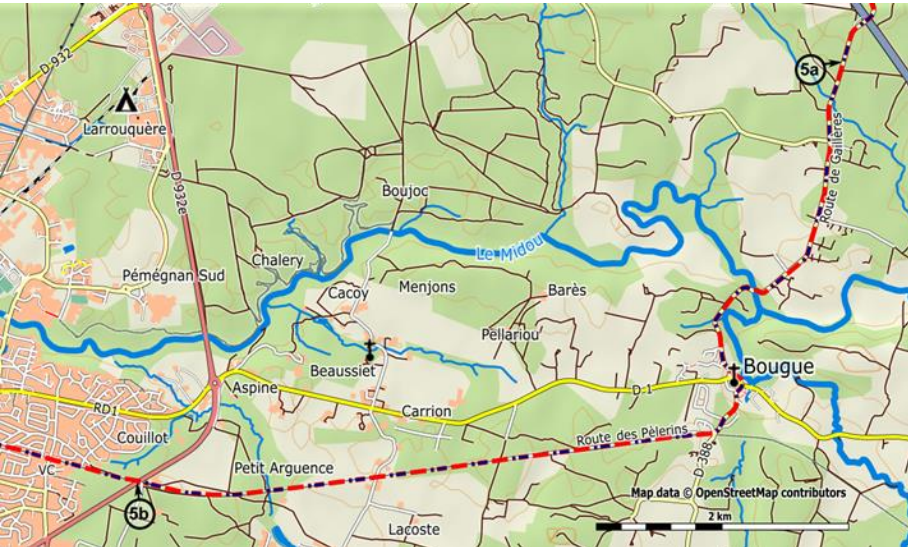 D 932
Larrouquère
D 932e
5a
Route de Gaillères
Boujoc
Le Midou
Chalery
Pémégnan Sud
Cacoy
Menjons
Barès
Pellariou
Beaussiet
Bougue
Aspine
D.1
RD1
Carrion
Couillot
Route des Pèlerins
D 388
VC
Petit Arguence
5b
Lacoste
Map data © OpenStreetMap contributors
2 km